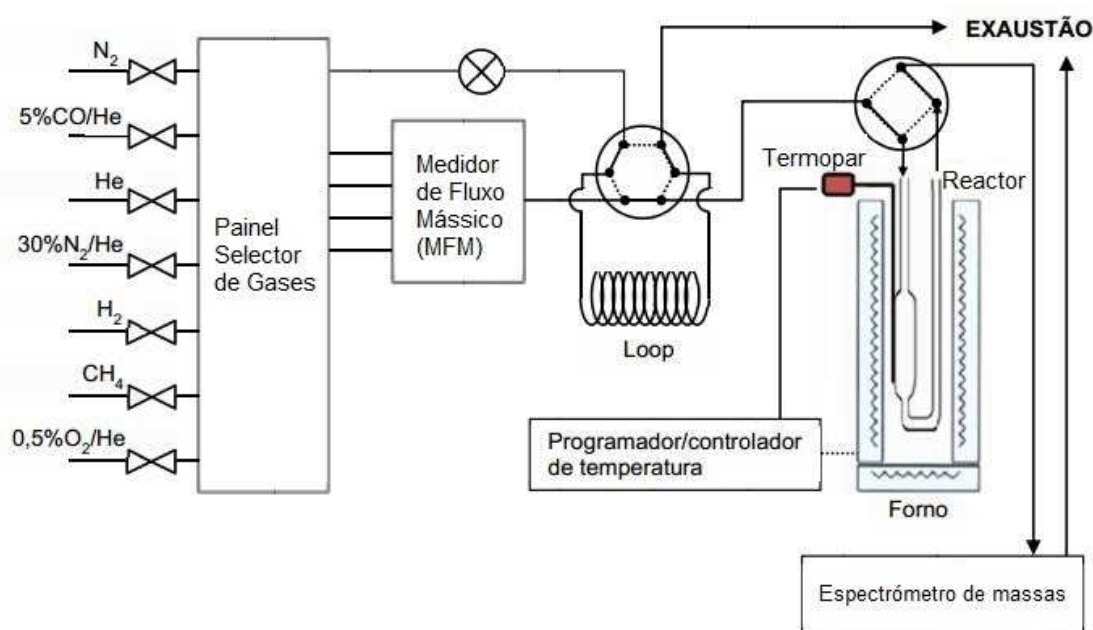 N2
5%CO/He
He
30%N2/He
H2
CH4
0,5%O2/He
Painel
Selector
de Gases
Medidor
de Fluxo
Mássico
(MFM)
Loop
EXAUSTÃO
Termopar
Reactor
Programador/controlador
de temperatura
Forno
Espectrómetro de massas